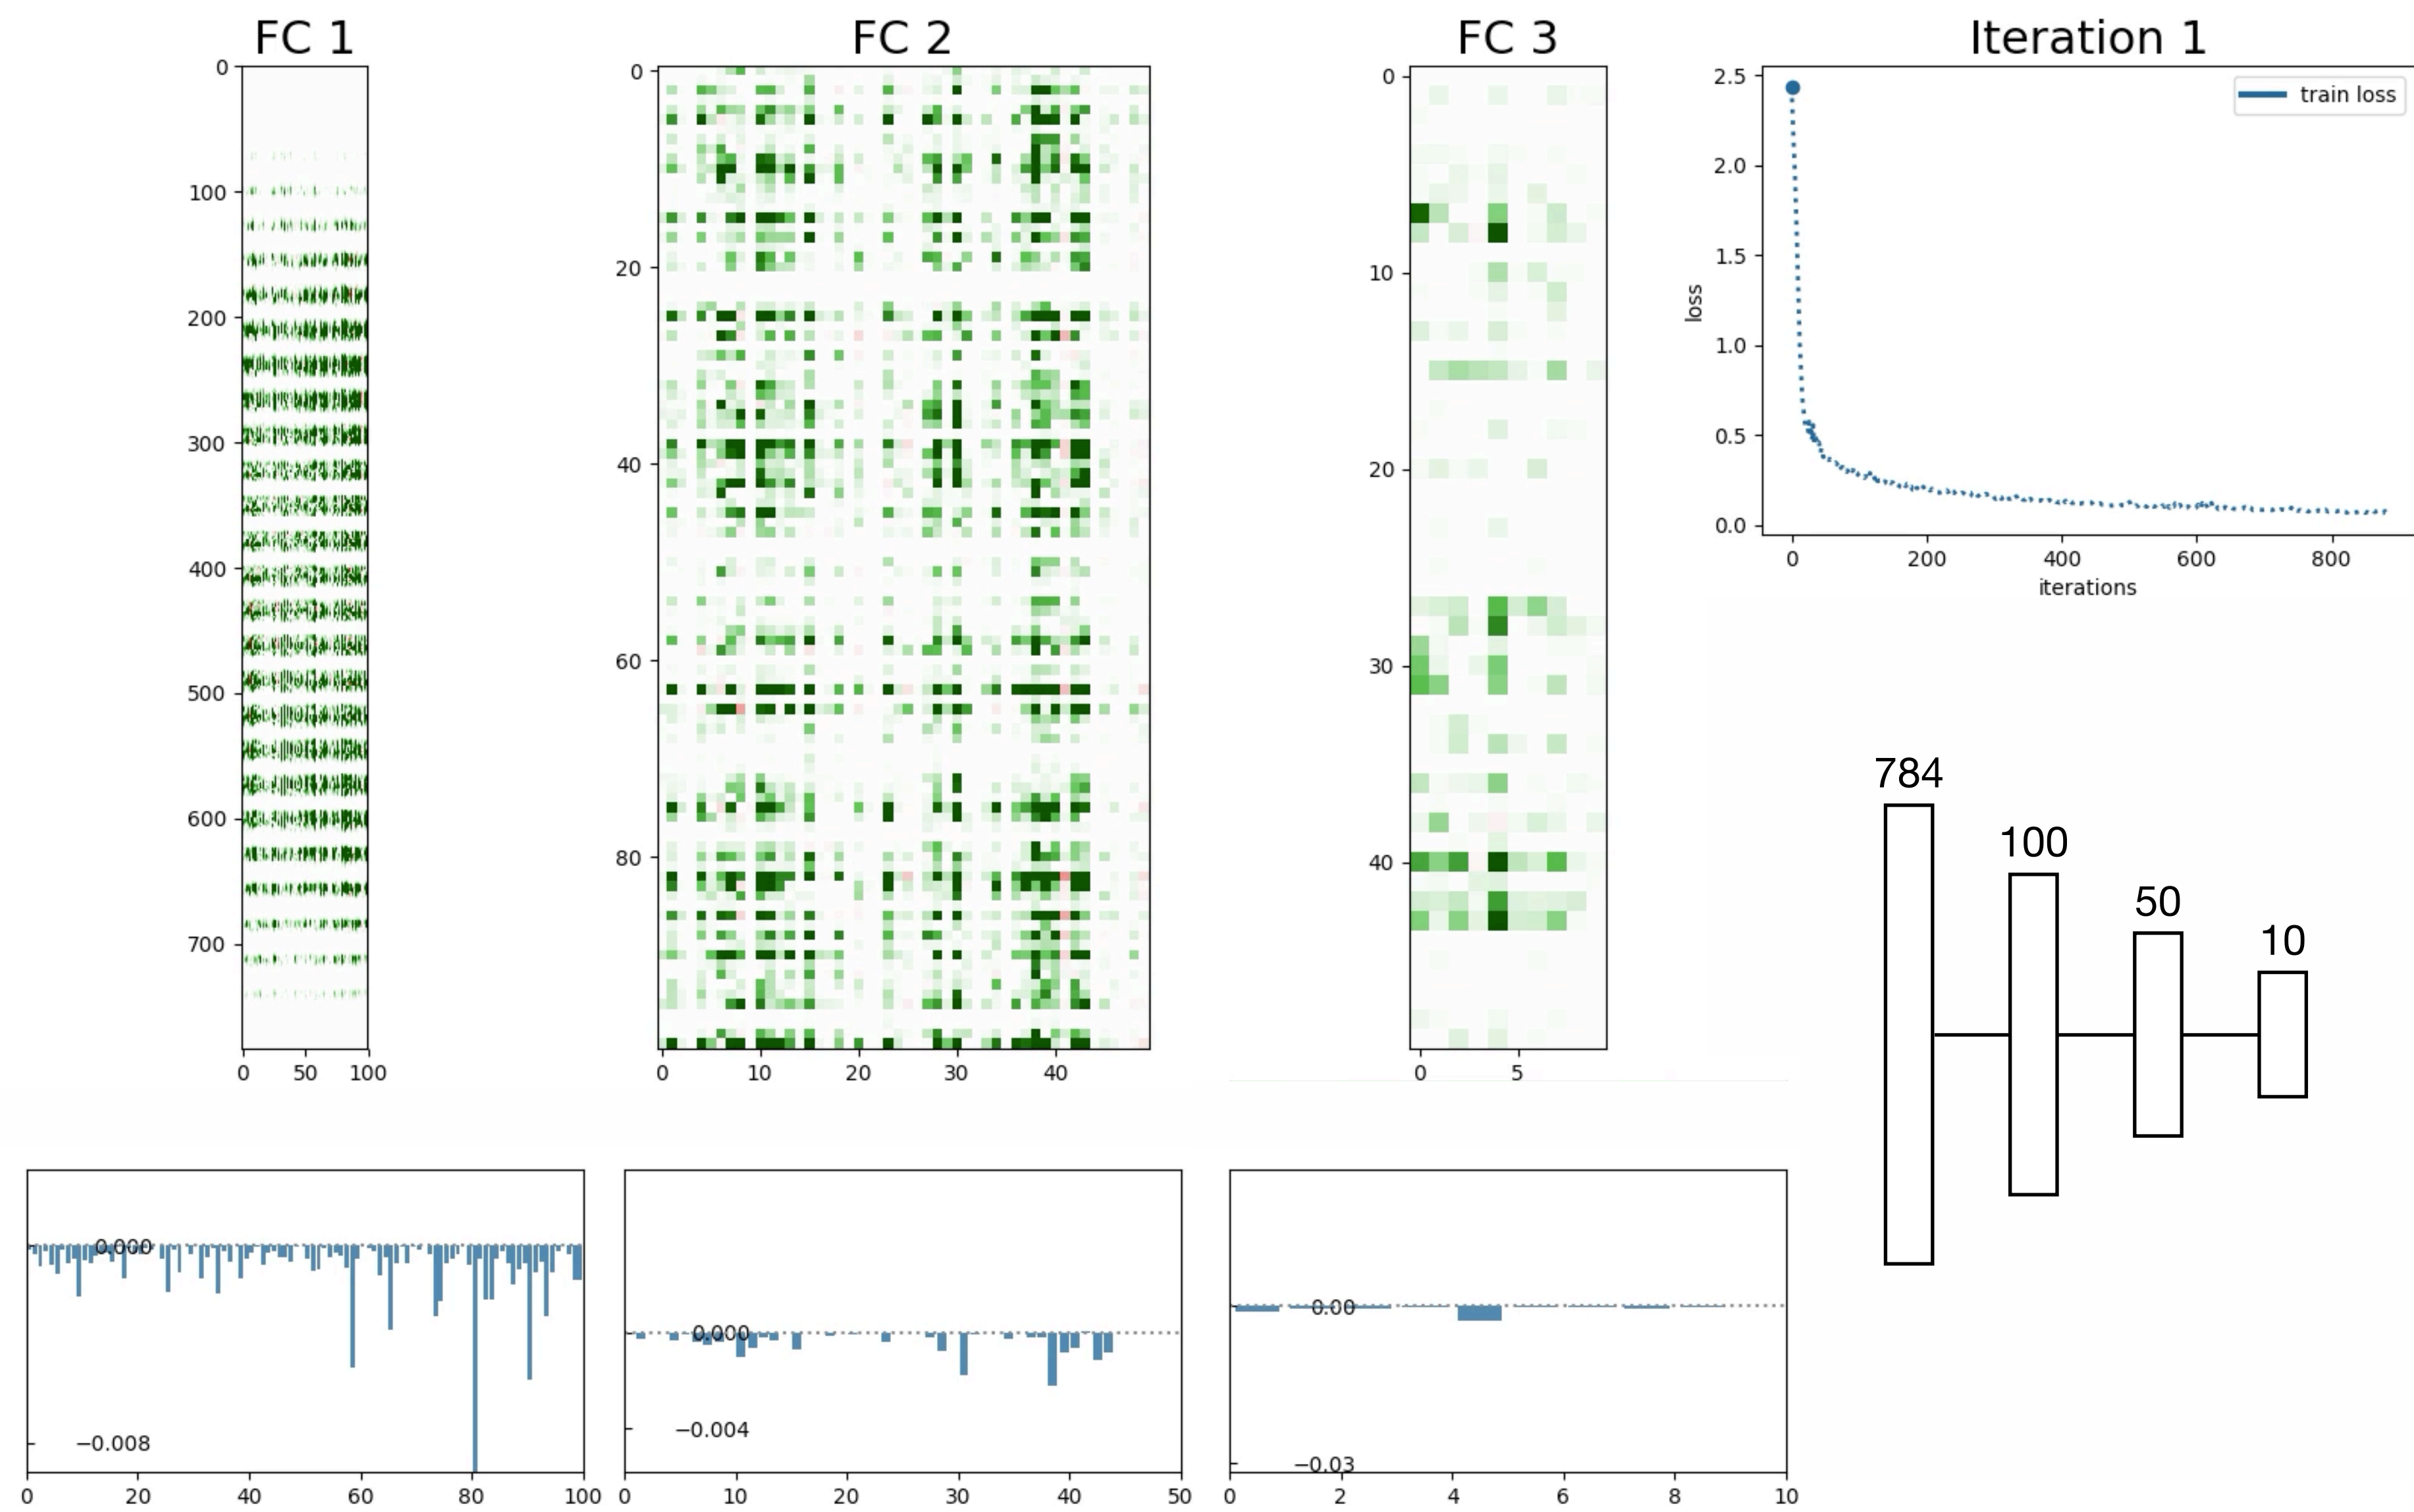 FC 1
0
100
200
300
400
500
600
700
0 50 100
FC 2
0
20
40
60
80
0 10 20 30 40
FC 3
0
10
20
30
40
0 5
Iteration 1
train loss
2.5
2.0
1.5
1.0
0.5
0.0
loss
0 200 400 600 800
iterations
784
100
50
10
0.000
−0.008
0 20 40 60 80 100
0.000
−0.004
0 10 20 30 40 50
0.00
−0.03
0 2 4 6 8 10